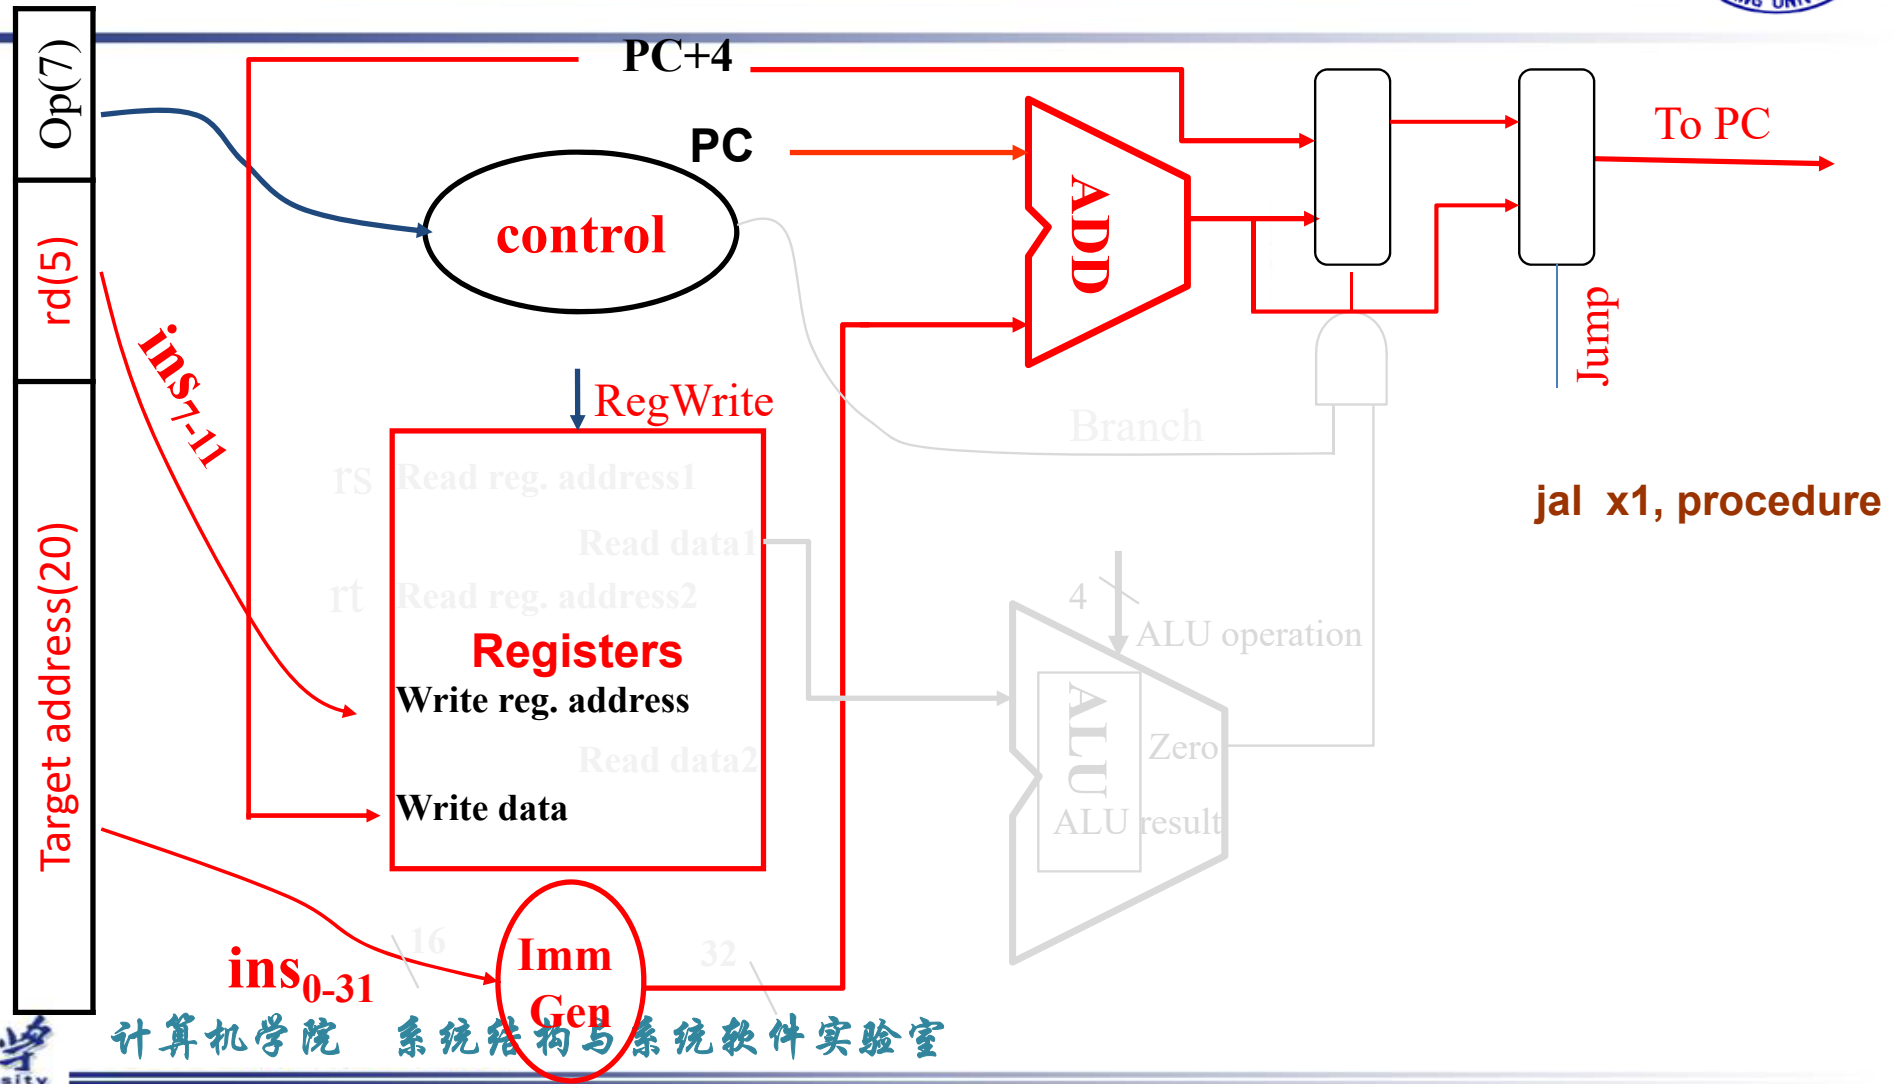 PC+4
Op(7)
To PC
PC
ADD
control
rd(5)
Jump
ins7-11
RegWrite
Branch
rs Read reg. address1
jal x1, procedure
Read data1
rt Read reg. address2
4
ALU operation
Registers
Write reg. address
ALU
Zero
Read data2
Target address(20)
Write data
ALU result
16
32
Imm
Gen
ins0-31
计算机学院 系统结构与系统软件实验室